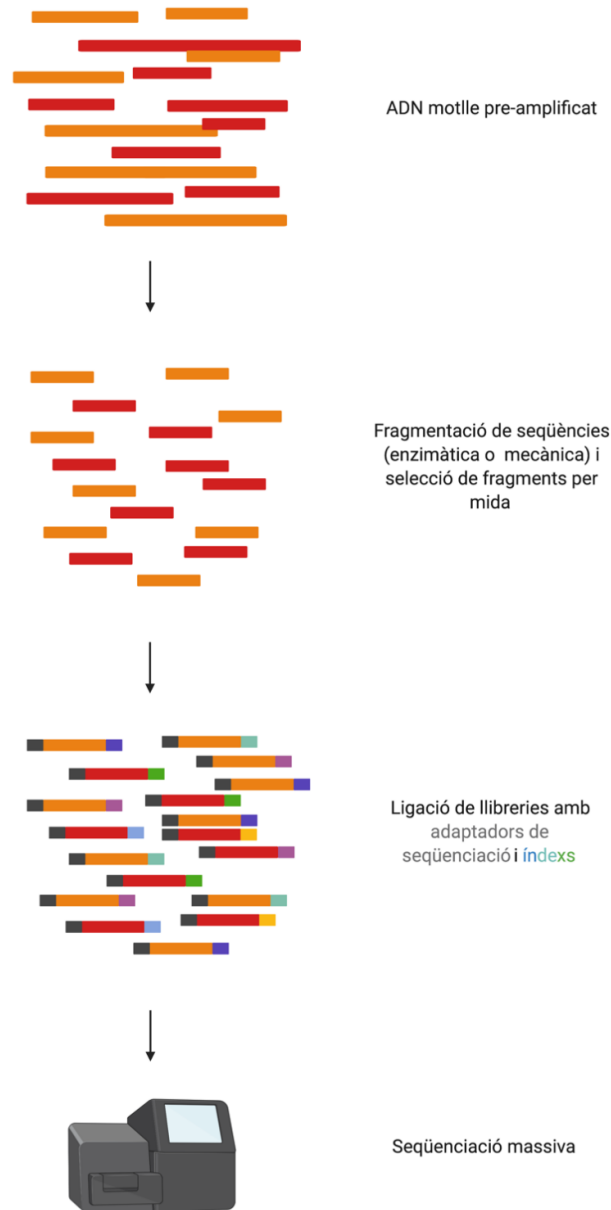 ADN motlle pre-amplificat
Fragmentació de seqüències
(enzimàtica o  mecànica) i
selecció de fragments per
mida
Ligació de llibreries amb
adaptadors de
seqüenciació i índexs
Seqüenciació massiva